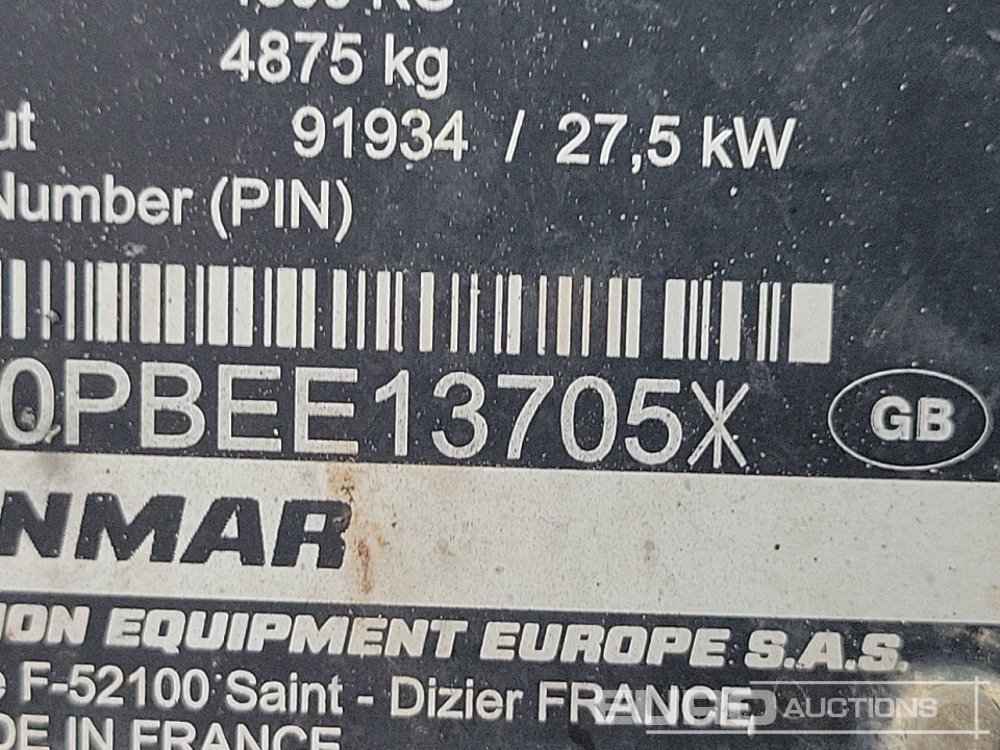 4875 kg
ut 91934 / 27,5 kW
Number (PIN)
0PBEE13705Ӿ GB
NMAR
ION EQUIPMENT EUROPE S.A.S.
e F-52100 Saint - Dizier FRANCE
DE IN FRANCE
AUCTIONS